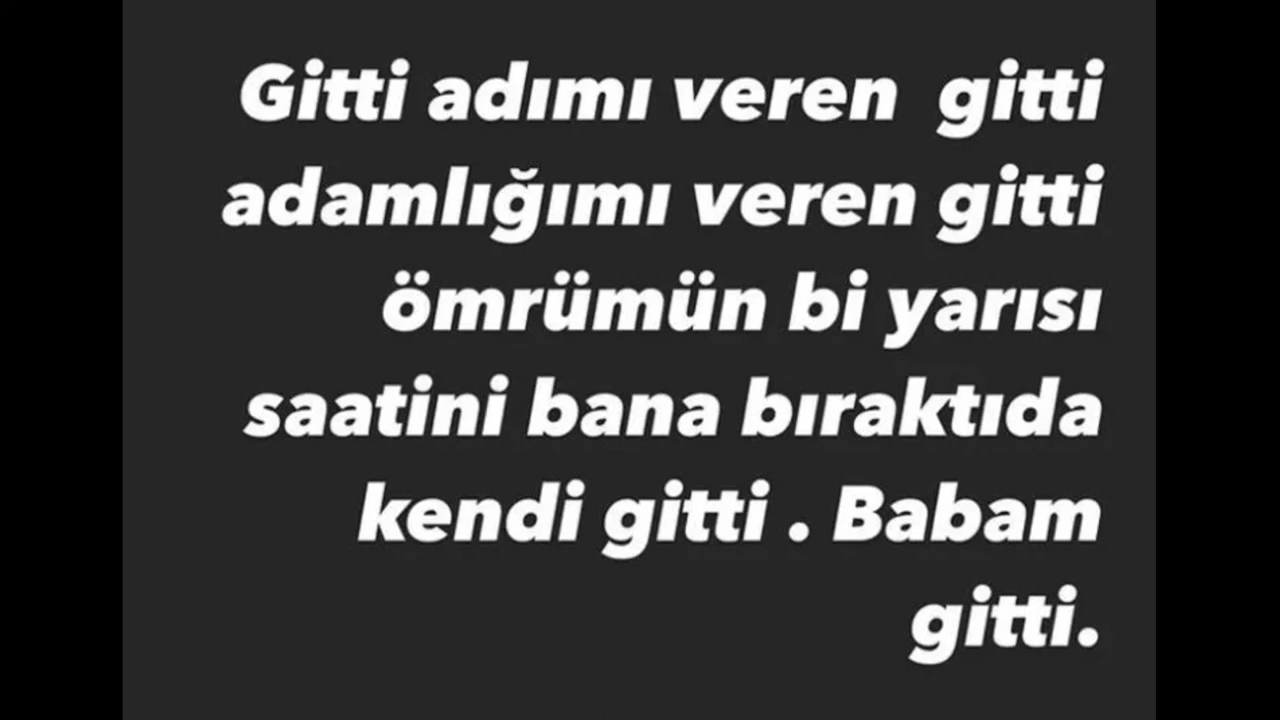 Gitti adımı veren  gitti
adamlığımı veren gitti
ömrümün bi yarısı
saatini bana bıraktıda
kendi gitti . Babam
gitti.